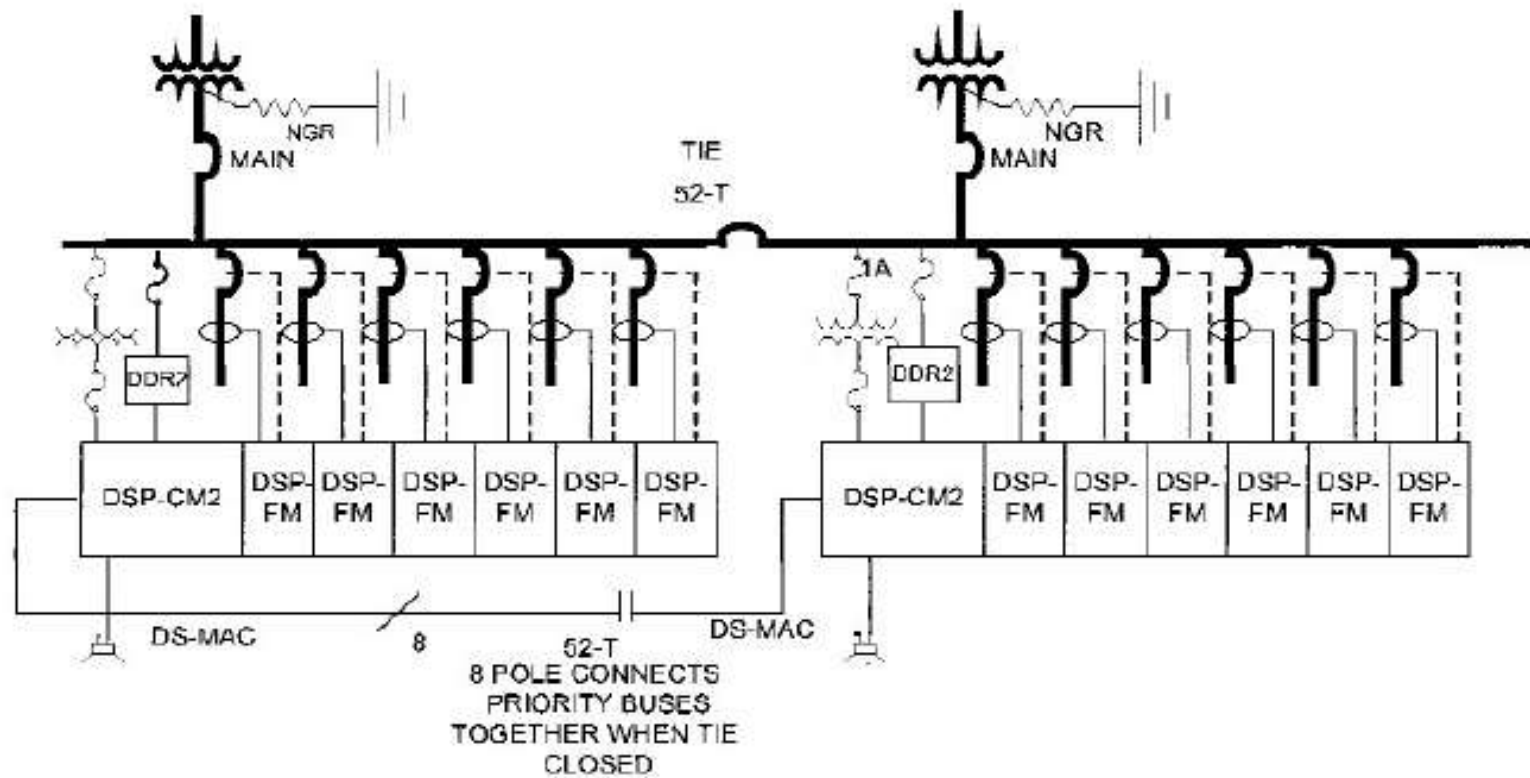 NGR
MAIN
TIE
52-T
NGR
MAIN
1A
DDR2
DDR2
DSP-CM2
DSP-
FM
DSP-
FM
DSP-
FM
DSP-
FM
DSP-
FM
DSP-
FM
DSP-CM2
DSP-
FM
DSP-
FM
DSP-
FM
DSP-
FM
DSP-
FM
DSP-
FM
DS-MAC
8
52-T
DS-MAC
8 POLE CONNECTS
PRIORITY BUSES
TOGETHER WHEN TIE
CLOSED